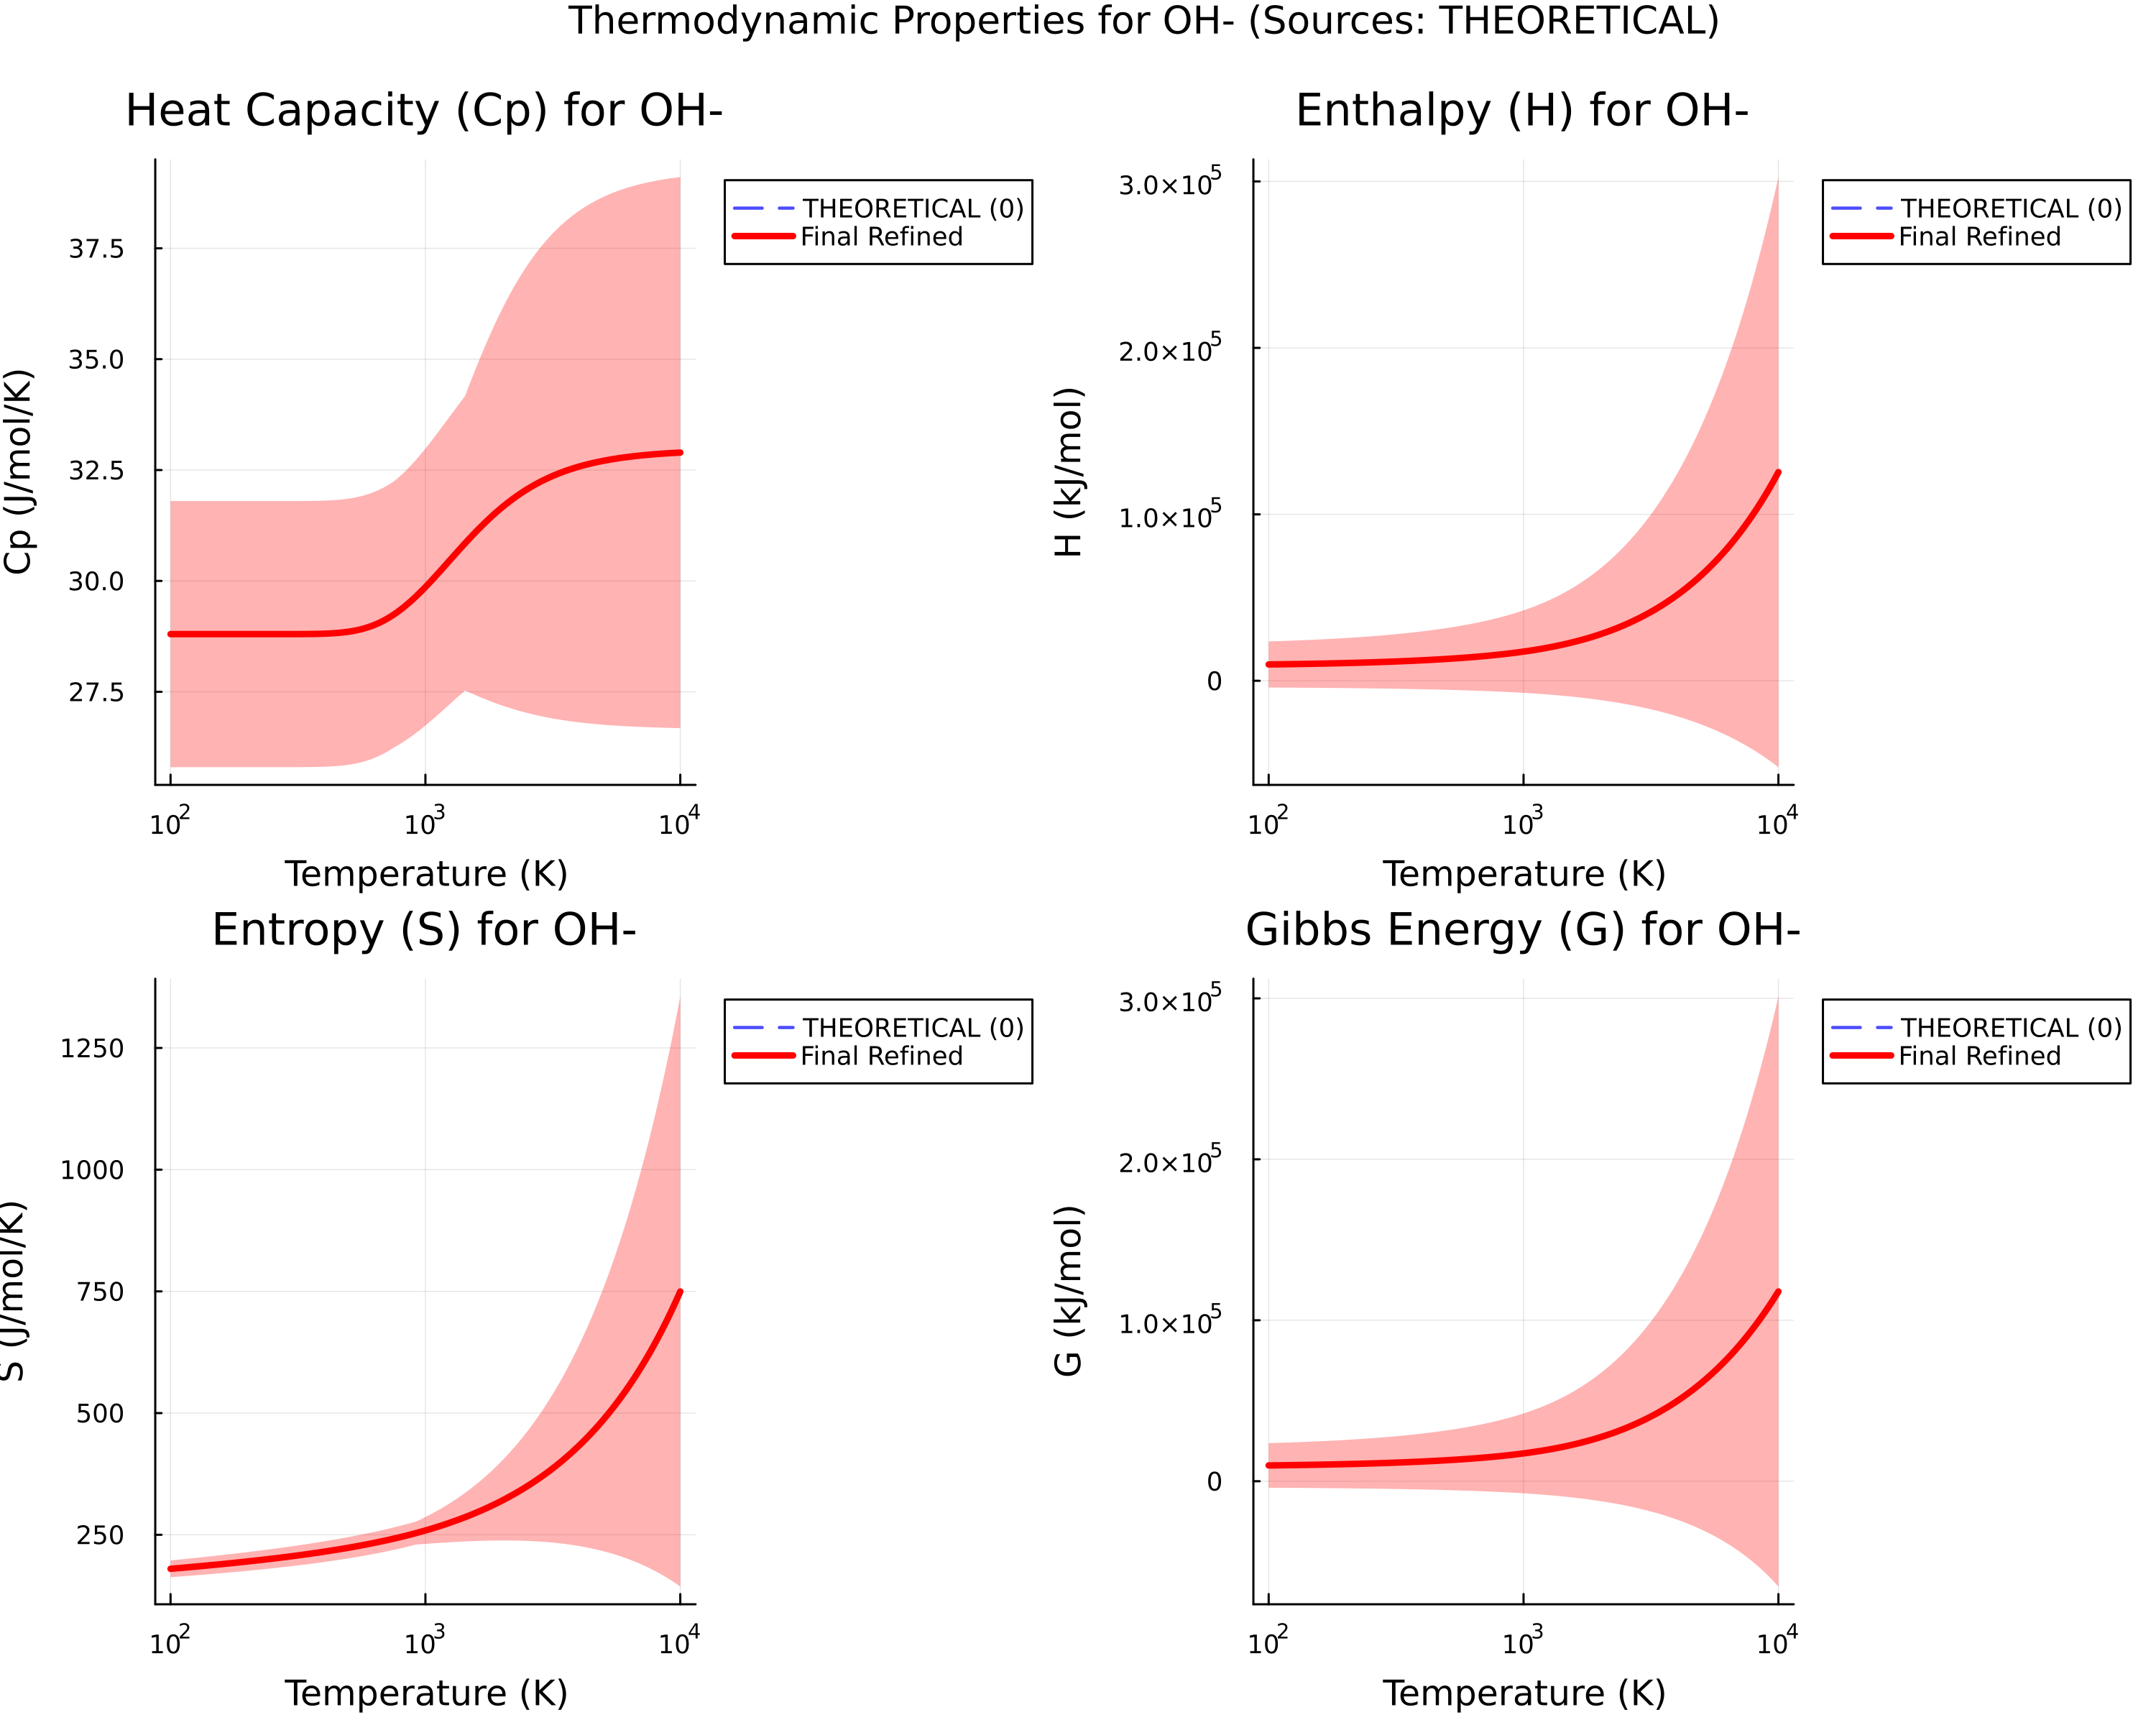 Thermodynamic Properties for OH- (Sources: THEORETICAL)
Heat Capacity (Cp) for OH-
Cp (J/mol/K)
37.5
35.0
32.5
30.0
27.5
10²
10³
10⁴
Temperature (K)
THEORETICAL (0)
Final Refined
Enthalpy (H) for OH-
H (kJ/mol)
3.0×10⁵
2.0×10⁵
1.0×10⁵
0
10²
10³
10⁴
Temperature (K)
THEORETICAL (0)
Final Refined
Entropy (S) for OH-
S (J/mol/K)
1250
1000
750
500
250
10²
10³
10⁴
Temperature (K)
THEORETICAL (0)
Final Refined
Gibbs Energy (G) for OH-
G (kJ/mol)
3.0×10⁵
2.0×10⁵
1.0×10⁵
0
10²
10³
10⁴
Temperature (K)
THEORETICAL (0)
Final Refined